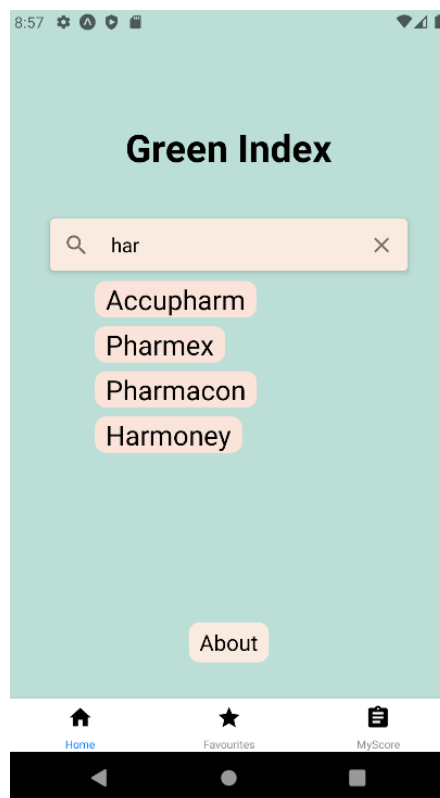 8:57
Green Index
har
Accupharm
Pharmex
Pharmacon
Harmoney
About
Home Favourites MyScore